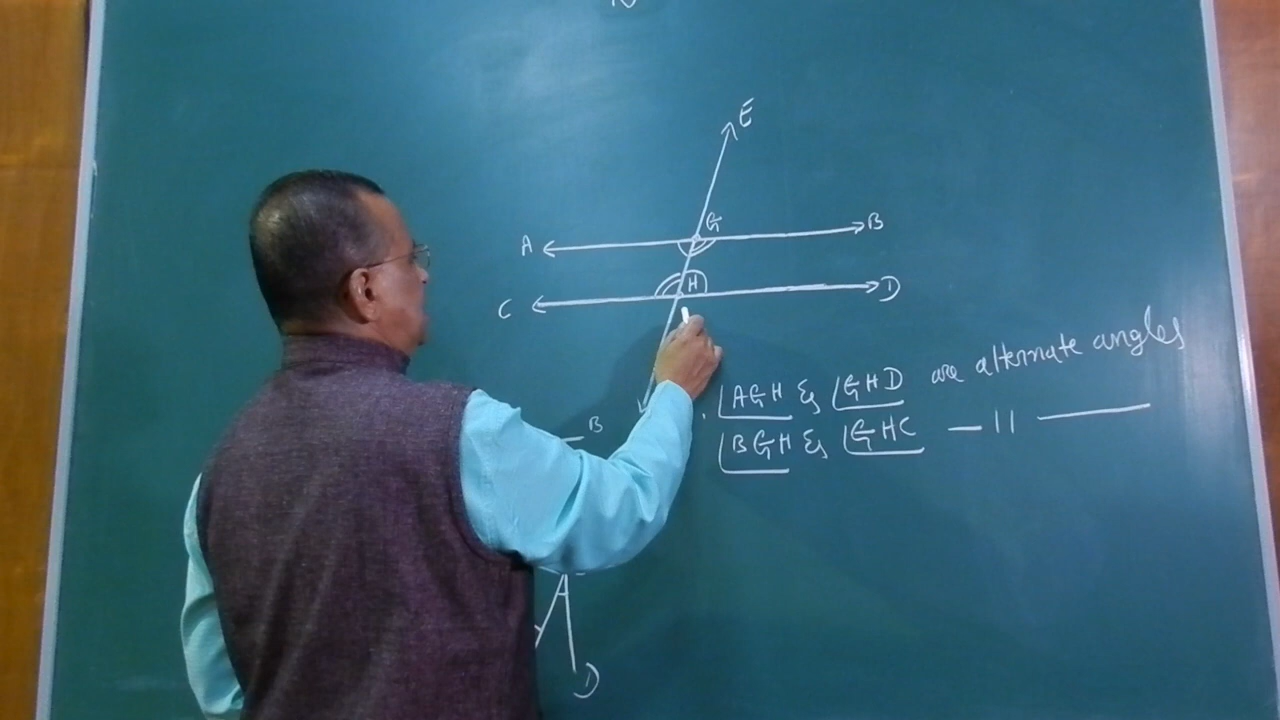 E
G
A B
H
C D
∠AGH & ∠GHD are alternate angles
∠BGH & ∠GHC —〃—
B
D